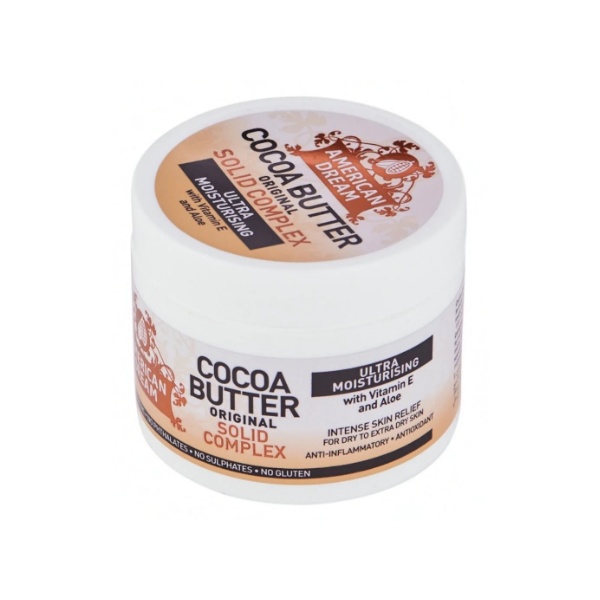 AMERICAN
DREAM
COCOA BUTTER
ORIGINAL
SOLID COMPLEX
ULTRA
MOISTURISING
with Vitamin E
and Aloe
DREAM
COCOA
BUTTER
ORIGINAL
SOLID
COMPLEX
• NO SULPHATES • NO GLUTEN
ULTRA
MOISTURISING
with Vitamin E
and Aloe
INTENSE SKIN RELIEF
FOR DRY TO EXTRA DRY SKIN
ANTI-INFLAMMATORY • ANTIOXIDANT